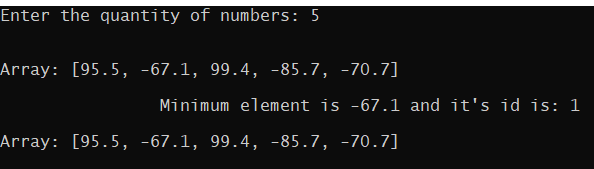 Enter the quantity of numbers: 5
Array: [95.5, -67.1, 99.4, -85.7, -70.7]
Minimum element is -67.1 and it's id is: 1
Array: [95.5, -67.1, 99.4, -85.7, -70.7]